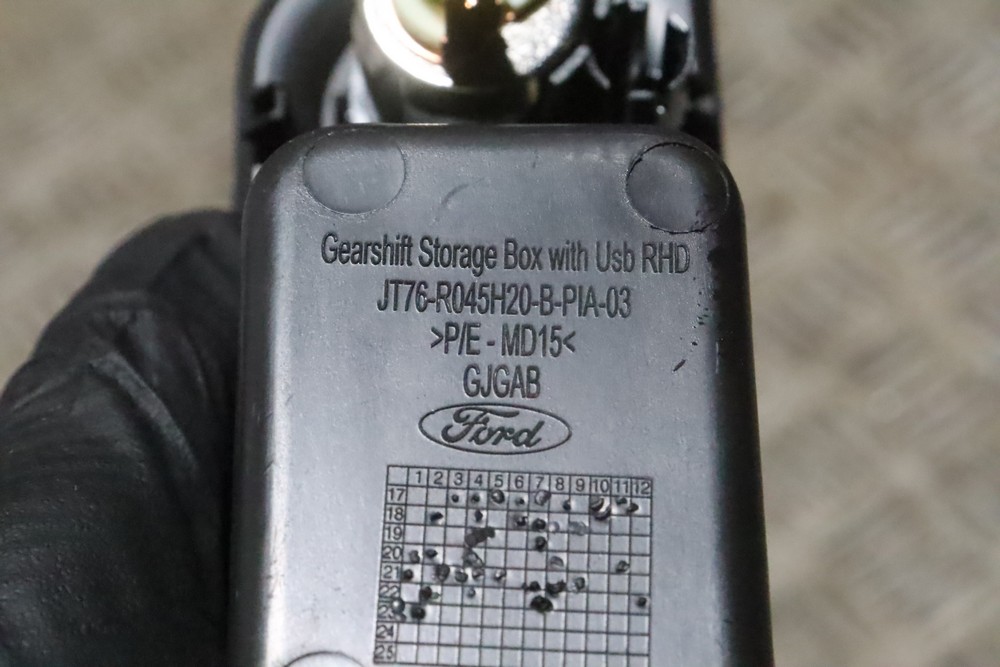 Gearshift Storage Box with Usb RHD
JT76-R045H20-B-PIA-03
>P/E - MD15<
GJGAB
Ford
1 2 3 4 5 6 7 8 9 10 11 12
17
18
19
20
21
22
23
24
25